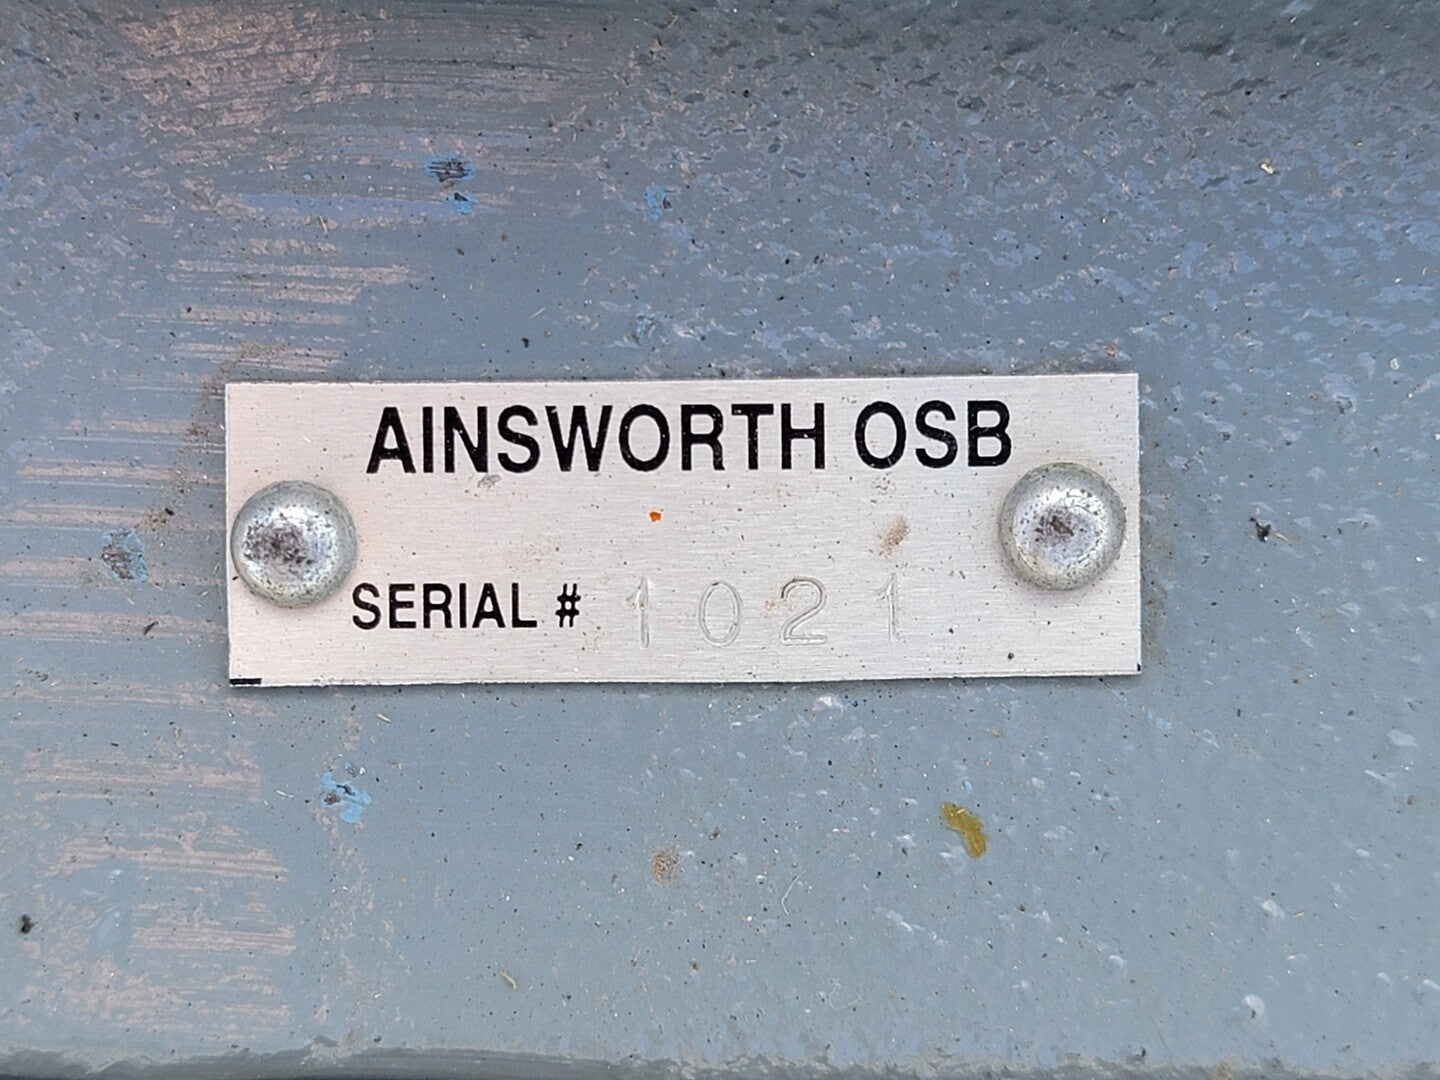 AINSWORTH OSB
SERIAL # 1021